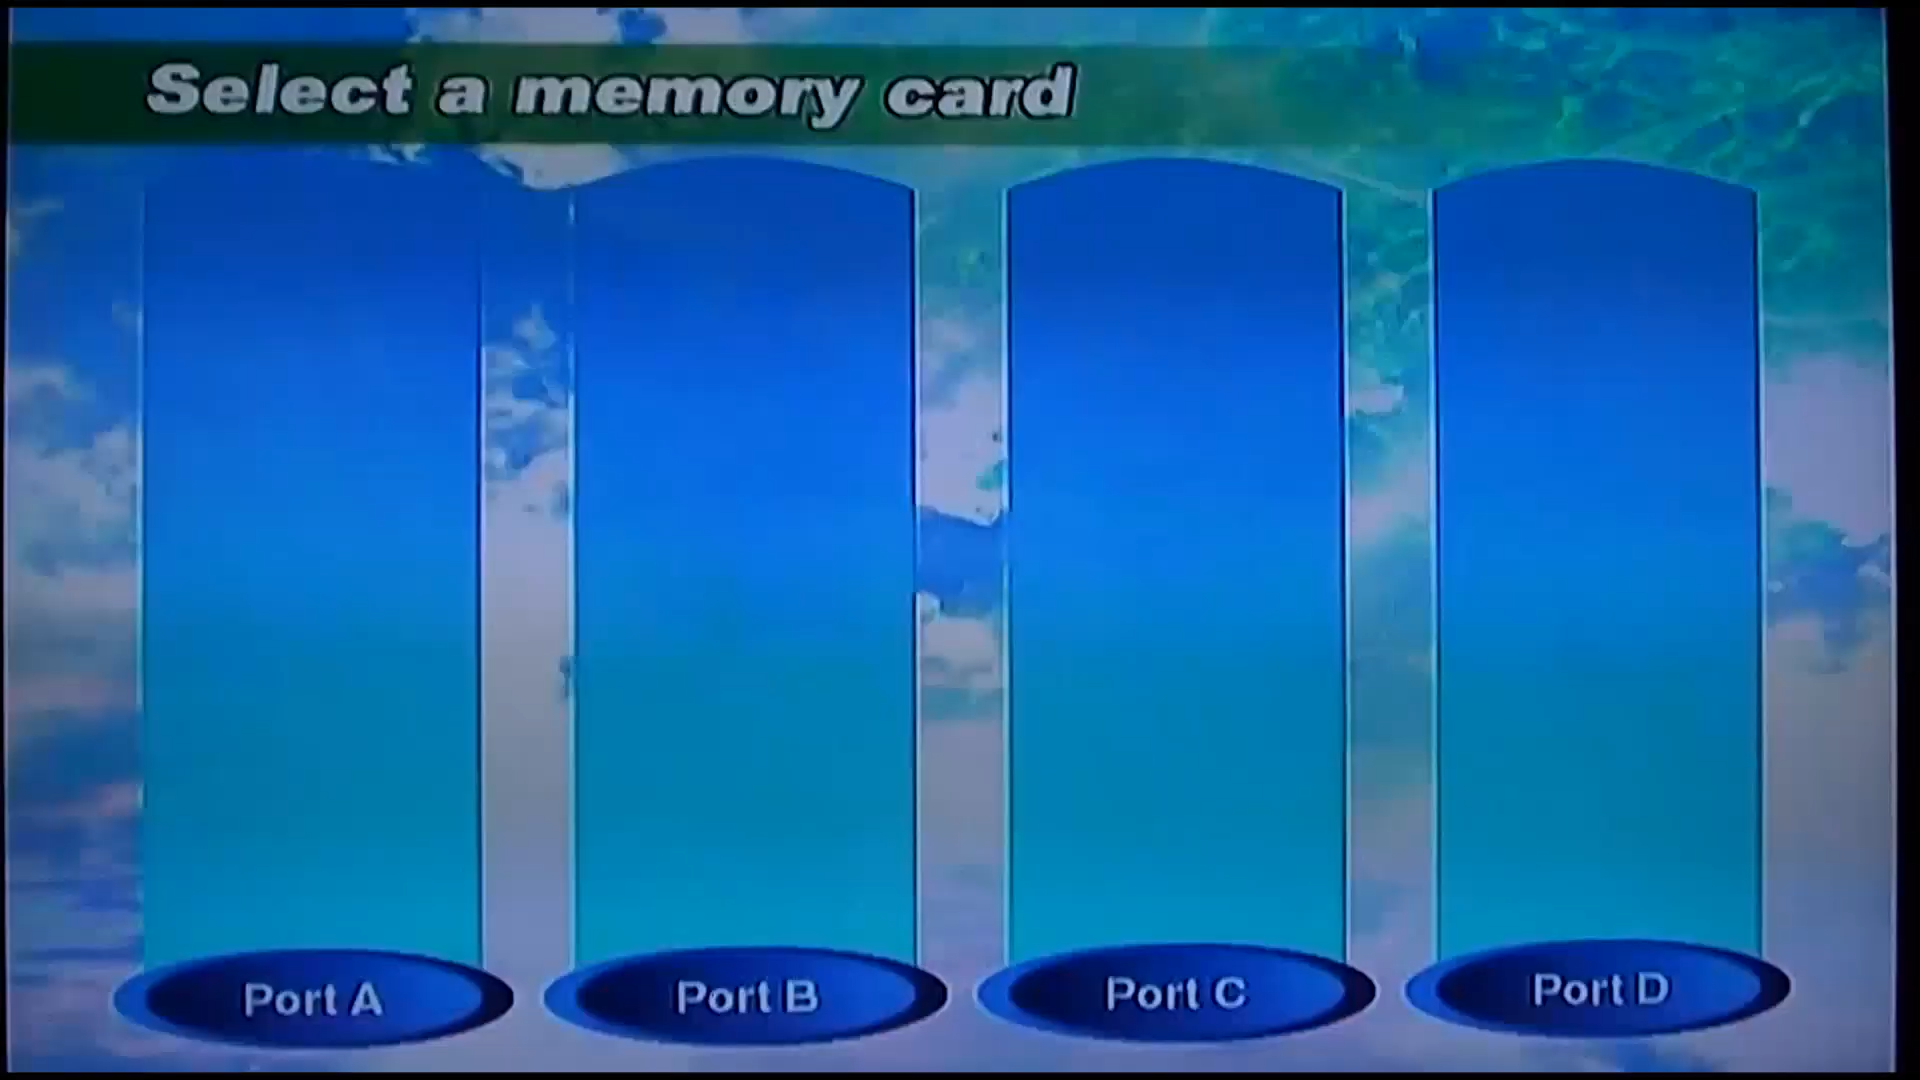 Select a memory card
Port A
Port B
Port C
Port D